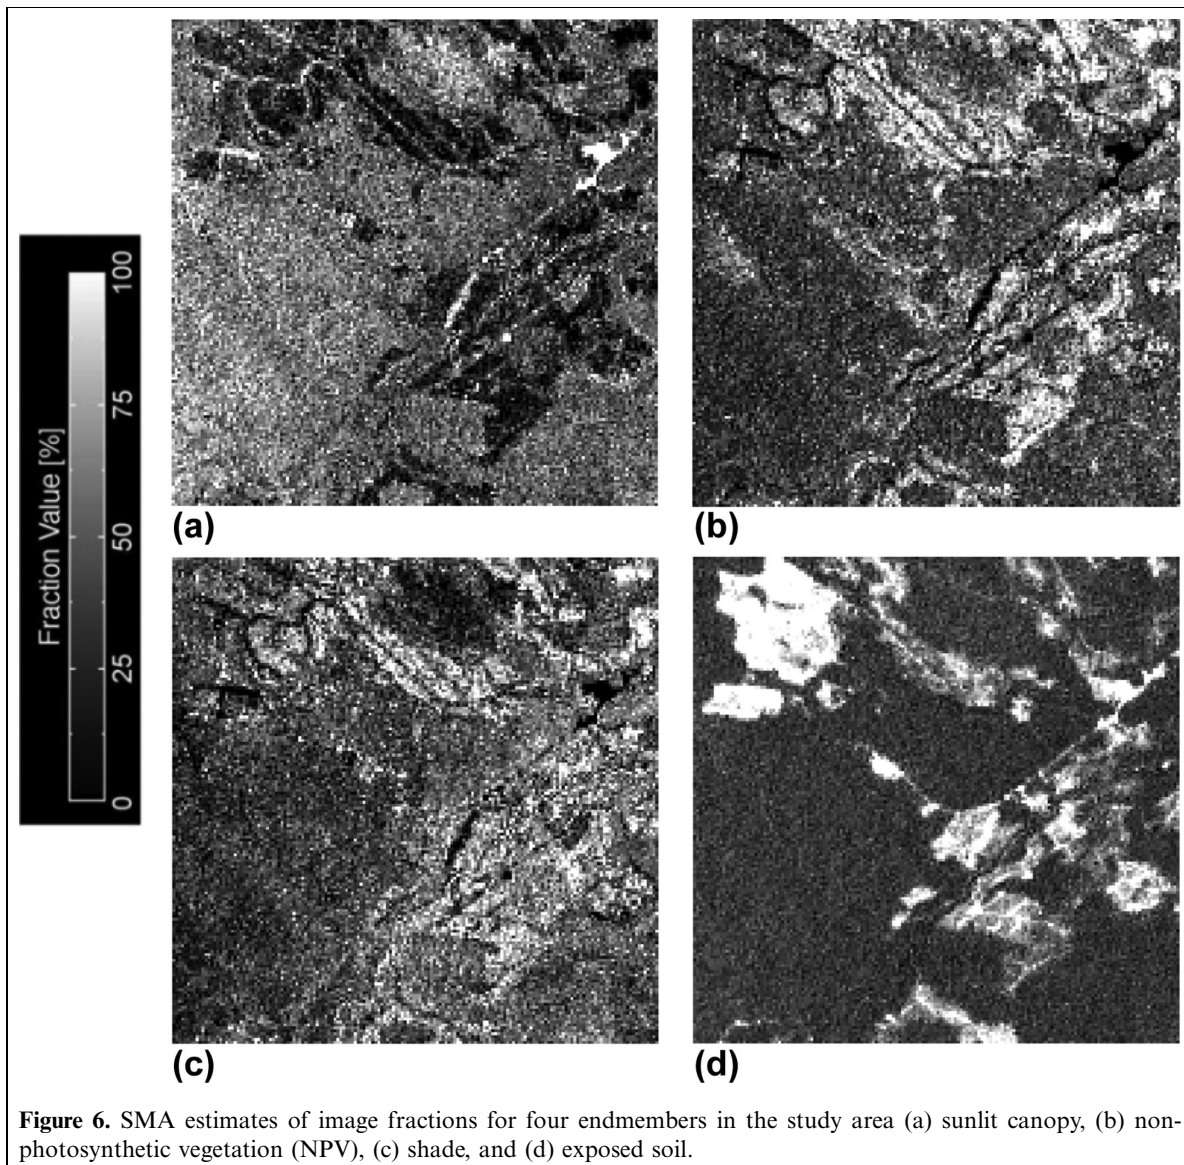 Fraction Value [%]
0
25
50
75
100
(a)
(b)
(c)
(d)
Figure 6. SMA estimates of image fractions for four endmembers in the study area (a) sunlit canopy, (b) non-
photosynthetic vegetation (NPV), (c) shade, and (d) exposed soil.